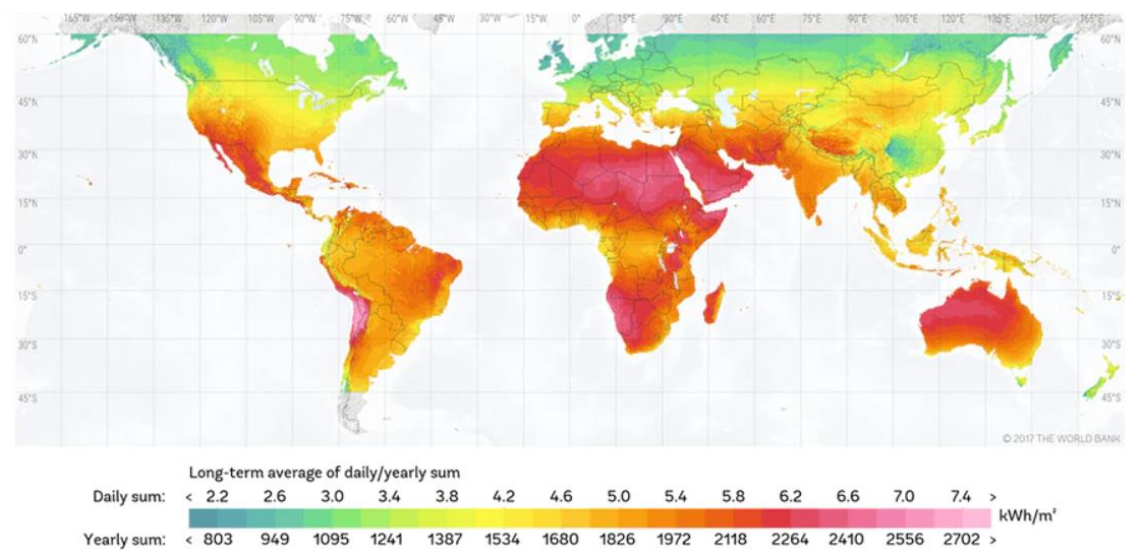 165°W 150°W 135°W 120°W 105°W 90°W 75°W 60°W 45°W 30°W 15°W 0° 15°E 30°E 45°E 60°E 75°E 90°E 105°E 120°E 135°E 150°E 165°E
60°N 60°N
45°N 45°N
30°N 30°N
15°N 15°N
0° 0°
15°S 15°S
30°S 30°S
45°S 45°S
© 2017 THE WORLD BANK
Long-term average of daily/yearly sum
Daily sum: < 2.2 2.6 3.0 3.4 3.8 4.2 4.6 5.0 5.4 5.8 6.2 6.6 7.0 7.4 >
kWh/m²
Yearly sum: < 803 949 1095 1241 1387 1534 1680 1826 1972 2118 2264 2410 2556 2702 >